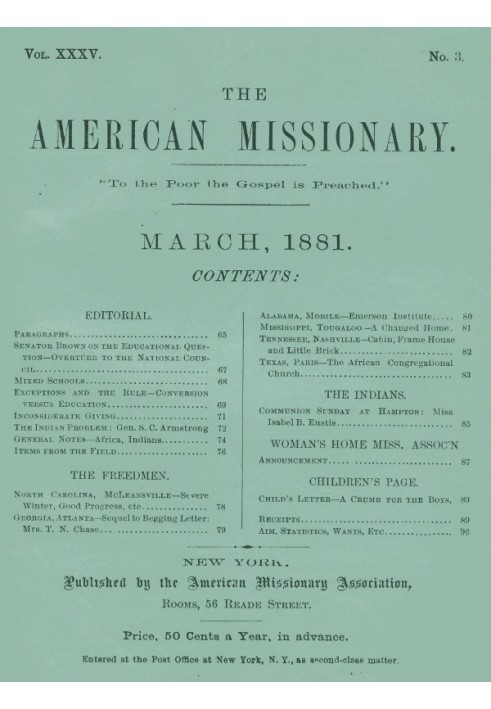 VOL. XXXV.
No. 3.
THE
AMERICAN MISSIONARY.
"To the Poor the Gospel is Preached."
MARCH, 1881.
CONTENTS:
EDITORIAL.
PARAGRAPHS 65
SENATOR BROWN ON THE EDUCATIONAL QUES-
TION—OVERTURE TO THE NATIONAL COUN-
CIL 67
MIXED SCHOOLS 68
EXCEPTIONS AND THE RULE—CONVERSION
VERSUS EDUCATION 69
INCONSIDERATE GIVING 71
THE INDIAN PROBLEM: Gen. S. C. Armstrong 72
GENERAL NOTES—Africa, Indians 74
ITEMS FROM THE FIELD 76
THE FREEDMEN.
NORTH CAROLINA, MCLEANSVILLE—Severe
Winter, Good Progress, etc. 78
GEORGIA, ATLANTA—Sequel to Begging Letter:
Mrs. T. N. Chase 79
ALABAMA, MOBILE—Emerson Institute 80
MISSISSIPPI, TOUGALOO—A Changed Home. 81
TENNESSEE, NASHVILLE—Cabin, Frame House
and Little Brick 82
TEXAS, PARIS—The African Congregational
Church 83
THE INDIANS.
COMMUNION SUNDAY AT HAMPTON: Miss
Isabel B. Eustis 85
WOMAN'S HOME MISS. ASSOC'N
ANNOUNCEMENT 87
CHILDREN'S PAGE.
CHILD'S LETTER—A CRUMB FOR THE BOYS, 89
RECEIPTS 89
AIM, STATISTICS, WANTS, ETC 96
NEW YORK.
Published by the American Missionary Association,
ROOMS, 56 READE STREET.
Price, 50 Cents a Year, in advance.
Entered at the Post Office at New York, N. Y., as second-class matter.